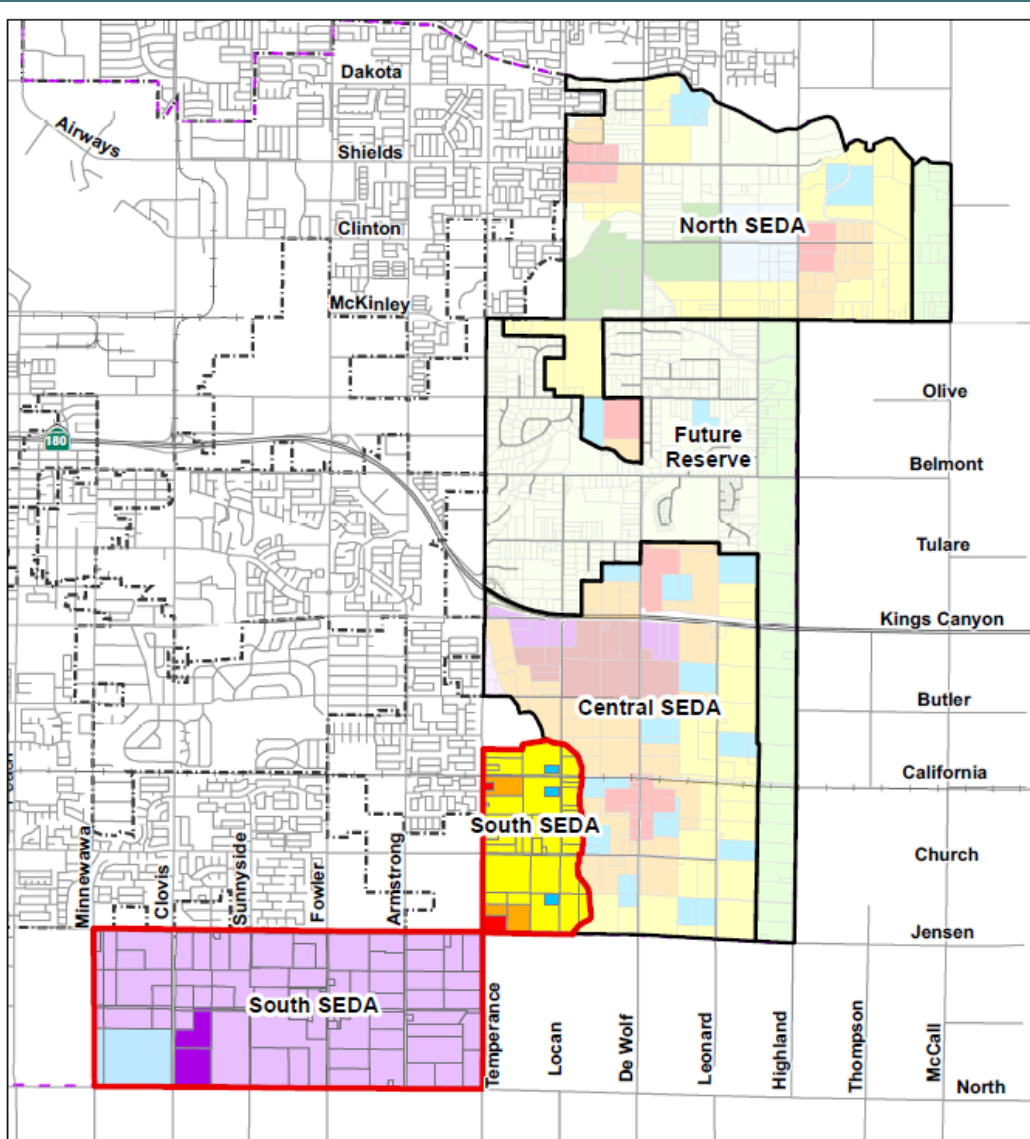 Dakota
Airways
Shields
Clinton
North SEDA
McKinley
Olive
180
Future
Reserve
Belmont
Tulare
Kings Canyon
Butler
Central SEDA
California
South SEDA
Church
Minnewawa
Clovis
Sunnyside
Fowler
Armstrong
Jensen
South SEDA
Temperance
Locan
De Wolf
Leonard
Highland
Thompson
McCall
North